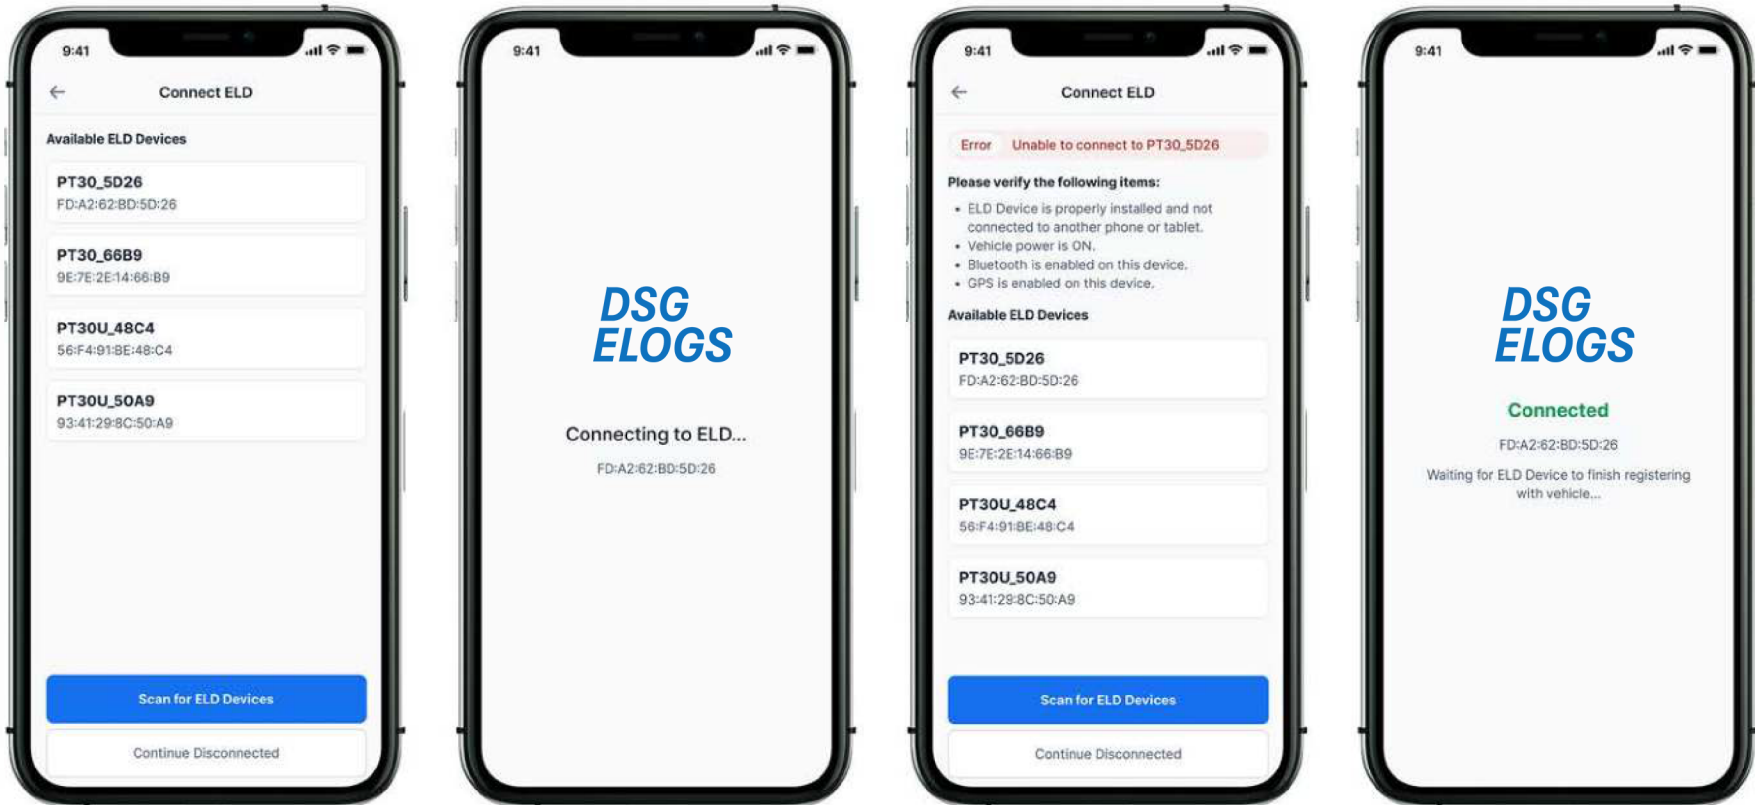 9:41
Connect ELD
Available ELD Devices
PT30_5D26
FD:A2:62:BD:5D:26
PT30_66B9
9E:7E:2E:14:66:B9
PT30U_48C4
56:F4:91:BE:48:C4
PT30U_50A9
93:41:29:8C:50:A9
Scan for ELD Devices
Continue Disconnected
9:41
DSG
ELOGS
Connecting to ELD...
FD:A2:62:BD:5D:26
9:41
Connect ELD
Error Unable to connect to PT30_5D26
Please verify the following items:
• ELD Device is properly installed and not
connected to another phone or tablet.
• Vehicle power is ON.
• Bluetooth is enabled on this device.
• GPS is enabled on this device.
Available ELD Devices
PT30_5D26
FD:A2:62:BD:5D:26
PT30_66B9
9E:7E:2E:14:66:B9
PT30U_48C4
56:F4:91:BE:48:C4
PT30U_50A9
93:41:29:8C:50:A9
Scan for ELD Devices
Continue Disconnected
9:41
DSG
ELOGS
Connected
FD:A2:62:BD:5D:26
Waiting for ELD Device to finish registering
with vehicle...